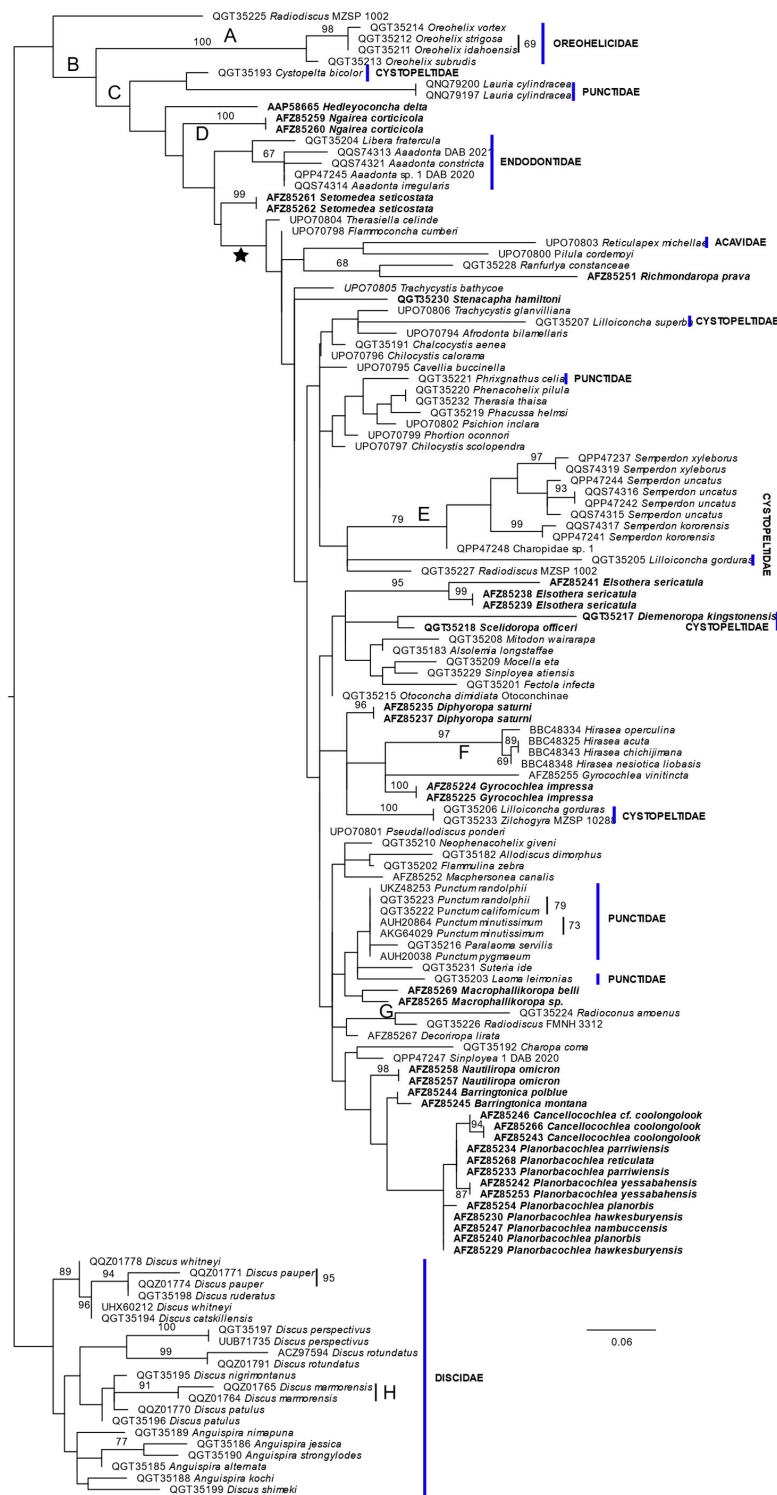 QGT35225 Radiodiscus MZSP 1002
A
98
QGT35214 Oreohelix vortex
QGT35212 Oreohelix strigosa
QGT35211 Oreohelix idahoensis
69
OREOHELICIDAE
100
QGT35213 Oreohelix subrudis
B
QGT35193 Cystopelta bicolor
CYSTOPELTIDAE
C
QNQ79200 Lauria cylindracea
QNQ79197 Lauria cylindracea
PUNCTIDAE
AAP58665 Hedleyoconcha delta
D
100
AFZ85259 Ngairea corticicola
AFZ85260 Ngairea corticicola
QGT35204 Libera fratercula
67
QQS74313 Aaadonta DAB 2021
QQS74321 Aaadonta constricta
ENDODONTIDAE
QPP47245 Aaadonta sp. 1 DAB 2020
QQS74314 Aaadonta irregularis
99
AFZ85261 Setomedea seticostata
AFZ85262 Setomedea seticostata
UPO70804 Therasiella celinde
UPO70798 Flammoconcha cumberi
UPO70803 Reticulapex michellae
ACAVIDAE
UPO70800 Pilula cordemoyi
68
QGT35228 Ranfurlya constanceae
AFZ85251 Richmondaropa prava
UPO70805 Trachycystis bathycoe
QGT35230 Stenacapha hamiltoni
UPO70806 Trachycystis glanvilliana
QGT35207 Lilloiconcha superba
CYSTOPELTIDAE
UPO70794 Afrodonta bilamellaris
QGT35191 Chalcocystis aenea
UPO70796 Chilocystis calorama
UPO70795 Cavellia buccinella
QGT35221 Phrixgnathus celia
PUNCTIDAE
QGT35220 Phenacohelix pilula
QGT35232 Therasia thaisa
QGT35219 Phacussa helmsi
UPO70802 Psichion inclara
UPO70799 Phortion oconnori
UPO70797 Chilocystis scolopendra
97
QPP47237 Semperdon xyleborus
QQS74319 Semperdon xyleborus
QPP47244 Semperdon uncatus
93
QQS74316 Semperdon uncatus
QPP47242 Semperdon uncatus
79
E
QQS74315 Semperdon uncatus
99
QQS74317 Semperdon kororensis
QPP47241 Semperdon kororensis
QPP47248 Charopidae sp. 1
QGT35205 Lilloiconcha gorduras
CYSTOPELTIDAE
QGT35227 Radiodiscus MZSP 1002
95
AFZ85241 Elsothera sericatula
99
AFZ85238 Elsothera sericatula
AFZ85239 Elsothera sericatula
QGT35217 Diemenoropa kingstonensis
QGT35218 Scelidoropa officeri
CYSTOPELTIDAE
QGT35208 Mitodon wairarapa
QGT35183 Alsolemia longstaffae
QGT35209 Mocella eta
QGT35229 Sinployea atiensis
QGT35201 Fectola infecta
QGT35215 Otoconcha dimidiata Otoconchinae
96
AFZ85235 Diphyoropa saturni
AFZ85237 Diphyoropa saturni
97
F
BBC48334 Hirasea operculina
89
BBC48325 Hirasea acuta
BBC48343 Hirasea chichijimana
69
BBC48348 Hirasea nesiotica liobasis
AFZ85255 Gyrocochlea vinitincta
100
AFZ85224 Gyrocochlea impressa
AFZ85225 Gyrocochlea impressa
100
QGT35206 Lilloiconcha gorduras
QGT35233 Zilchogyra MZSP 10288
CYSTOPELTIDAE
UPO70801 Pseudallodiscus ponderi
QGT35210 Neophenacohelix giveni
QGT35182 Allodiscus dimorphus
QGT35202 Flammulina zebra
AFZ85252 Macphersonea canalis
UKZ48253 Punctum randolphii
QGT35223 Punctum randolphii
QGT35222 Punctum californicum
79
AUH20864 Punctum minutissimum
AKG64029 Punctum minutissimum
73
PUNCTIDAE
QGT35216 Paralaoma servilis
AUH20038 Punctum pygmaeum
QGT35231 Suteria ide
QGT35203 Laoma leimonias
PUNCTIDAE
AFZ85269 Macrophallikoropa belli
AFZ85265 Macrophallikoropa sp.
G
QGT35224 Radioconus amoenus
QGT35226 Radiodiscus FMNH 3312
AFZ85267 Decoriropa lirata
QGT35192 Charopa coma
QPP47247 Sinployea 1 DAB 2020
98
AFZ85258 Nautiliropa omicron
AFZ85257 Nautiliropa omicron
AFZ85244 Barringtonica polblue
AFZ85245 Barringtonica montana
AFZ85246 Cancellocochlea cf. coolongolook
94
AFZ85266 Cancellocochlea coolongolook
AFZ85243 Cancellocochlea coolongolook
AFZ85234 Planorbacochlea parriwiensis
AFZ85268 Planorbacochlea reticulata
AFZ85233 Planorbacochlea parriwiensis
AFZ85242 Planorbacochlea yessabahensis
87
AFZ85253 Planorbacochlea yessabahensis
AFZ85254 Planorbacochlea planorbis
AFZ85230 Planorbacochlea hawkesburyensis
AFZ85247 Planorbacochlea nambuccensis
AFZ85240 Planorbacochlea planorbis
AFZ85229 Planorbacochlea hawkesburyensis
QQZ01778 Discus whitneyi
89
94
QQZ01771 Discus pauper
QQZ01774 Discus pauper
95
QGT35198 Discus ruderatus
96
UHX60212 Discus whitneyi
QGT35194 Discus catskillensis
100
QGT35197 Discus perspectivus
UUB71735 Discus perspectivus
99
ACZ97594 Discus rotundatus
QQZ01791 Discus rotundatus
DISCIDAE
QGT35195 Discus nigrimontanus
91
QQZ01765 Discus marmorensis
QQZ01764 Discus marmorensis
H
QQZ01770 Discus patulus
QGT35196 Discus patulus
QGT35189 Anguispira nimapuna
77
QGT35186 Anguispira jessica
QGT35190 Anguispira strongylodes
QGT35185 Anguispira alternata
QGT35188 Anguispira kochi
QGT35199 Discus shimeki
0.06